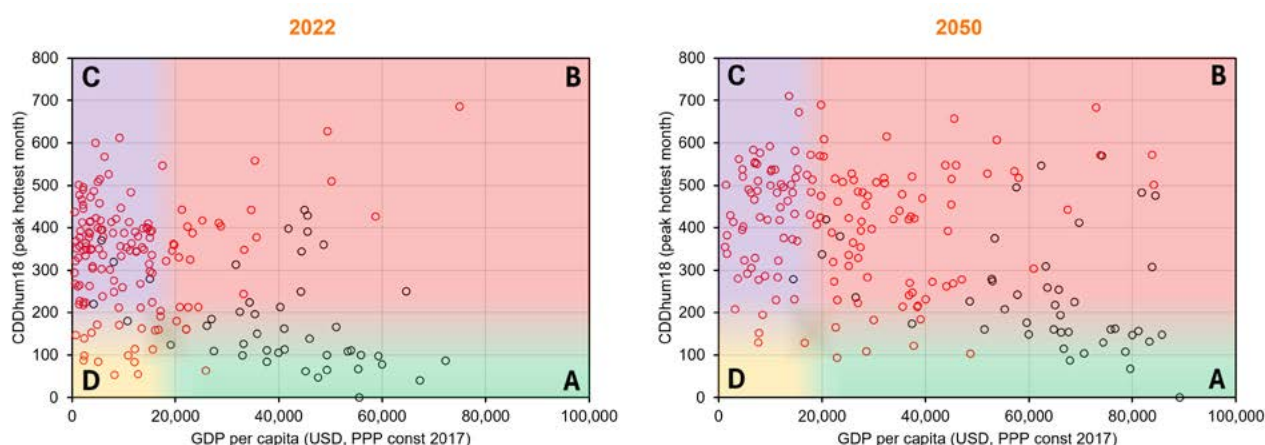 2022
800
700
600
500
400
300
200
100
0
CDDhum18 (peak hottest month)
C
B
D
A
0
20,000
40,000
60,000
80,000
100,000
GDP per capita (USD, PPP const 2017)
2050
800
700
600
500
400
300
200
100
0
CDDhum18 (peak hottest month)
C
B
D
A
0
20,000
40,000
60,000
80,000
100,000
GDP per capita (USD, PPP const 2017)